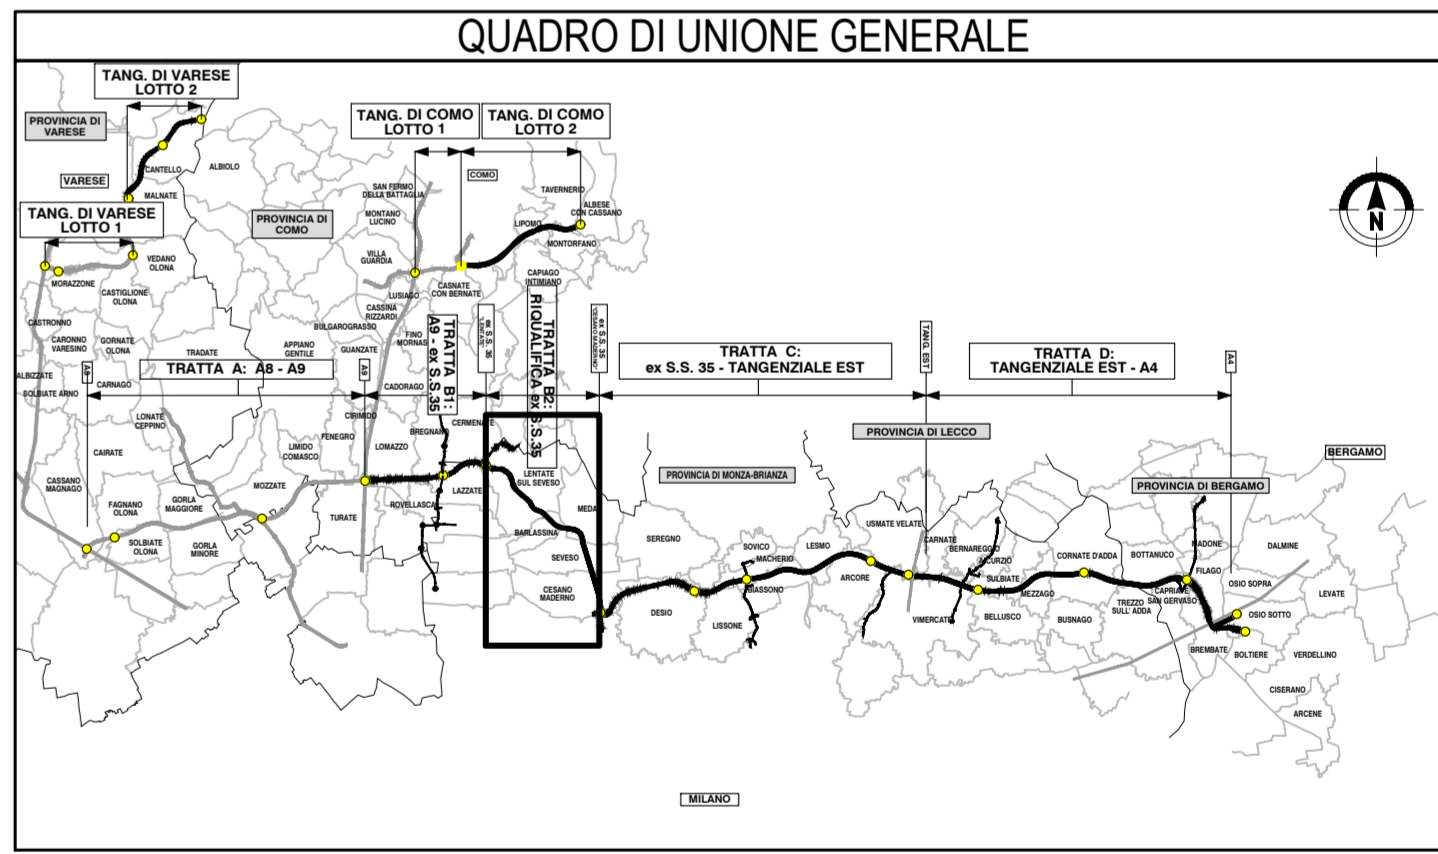 QUADRO DI UNIONE GENERALE
TANG. DI VARESE
LOTTO 2
PROVINCIA DI
VARESE
TANG. DI COMO
LOTTO 1
TANG. DI COMO
LOTTO 2
CANTELLO
ALBIOLO
VARESE
MALNATE
COMO
SAN FERMO
DELLA BATTAGLIA
TAVERNERIO
ALBESE
CON CASSANO
TANG. DI VARESE
LOTTO 1
PROVINCIA DI
COMO
MONTANO
LUCINO
LIPOMO
MONTORFANO
N
VEDANO
OLONA
VILLA
GUARDIA
MORAZZONE
CASTIGLIONE
OLONA
CAPIAGO
INTIMIANO
CASNATE
CON BERNATE
LUSIAGO
CASSINA
RIZZARDI
CASTRONNO
BULGAROGRASSO
FINO
MORNAS
CARONNO
VARESINO
GORNATE
OLONA
TRADATE
APPIANO
GENTILE
GUANZATE
TRATTA B1:
A9 - ex S.S.35
ex S.S. 35
"LENTATE"
TRATTA B2:
RIQUALIFICA ex S.S.35
ex S.S. 35
"CESANO MADERNO"
TRATTA C:
ex S.S. 35 - TANGENZIALE EST
TANG. EST
TRATTA D:
TANGENZIALE EST - A4
A4
ALBIZZATE
SOLBIATE ARNO
CARNAGO
A8
TRATTA A: A8 - A9
A9
CADORAGO
LONATE
CEPPINO
CIRIMIDO
BREGNANO
CERMENATE
FENEGRO
LIMIDO
COMASCO
LOMAZZO
PROVINCIA DI LECCO
BERGAMO
CAIRATE
CASSANO
MAGNAGO
MOZZATE
LAZZATE
LENTATE
SUL SEVESO
PROVINCIA DI MONZA-BRIANZA
PROVINCIA DI BERGAMO
FAGNANO
OLONA
GORLA
MAGGIORE
ROVELLASCA
TURATE
MEDA
SOLBIATE
OLONA
GORLA
MINORE
BARLASSINA
SEVESO
CESANO
MADERNO
SEREGNO
SOVICO
MACHERIO
LESMO
USMATE VELATE
CARNATE
BERNAREGGIO
AICURZIO
SULBIATE
CORNATE D'ADDA
BOTTANUCO
MADONE
DALMINE
FILAGO
ARCORE
BIASSONO
DESIO
LISSONE
VIMERCATE
MEZZAGO
BELLUSCO
BUSNAGO
TREZZO
SULL' ADDA
CAPRIATE
SAN GERVASO
OSIO SOPRA
LEVATE
OSIO SOTTO
BREMBATE
BOLTIERE
VERDELLINO
CISERANO
ARCENE
MILANO